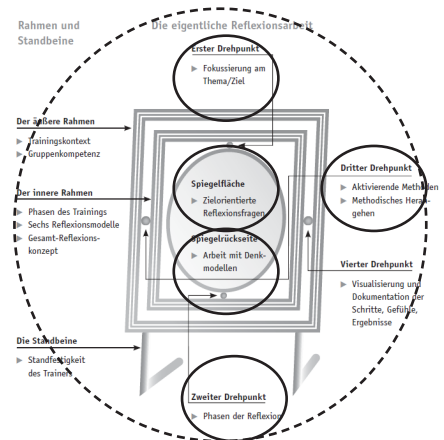 Rahmen und
Standbeine
Die eigentliche Reflexionsarbeit
Erster Drehpunkt
▶ Fokussierung am
Thema/Ziel
Der äußere Rahmen
▶ Trainingskontext
▶ Gruppenkompetenz
Der innere Rahmen
▶ Phasen des Trainings
▶ Sechs Reflexionsmodelle
▶ Gesamt-Reflexions-
konzept
Spiegelfläche
▶ Zielorientierte
Reflexionsfragen
Spiegelrückseite
▶ Arbeit mit Denk-
modellen
Dritter Drehpunkt
▶ Aktivierende Methoden
▶ Methodisches Heran-
gehen
Vierter Drehpunkt
▶ Visualisierung und
Dokumentation der
Schritte, Gefühle,
Ergebnisse
Die Standbeine
▶ Standfestigkeit
des Trainers
Zweiter Drehpunkt
▶ Phasen der Reflexion